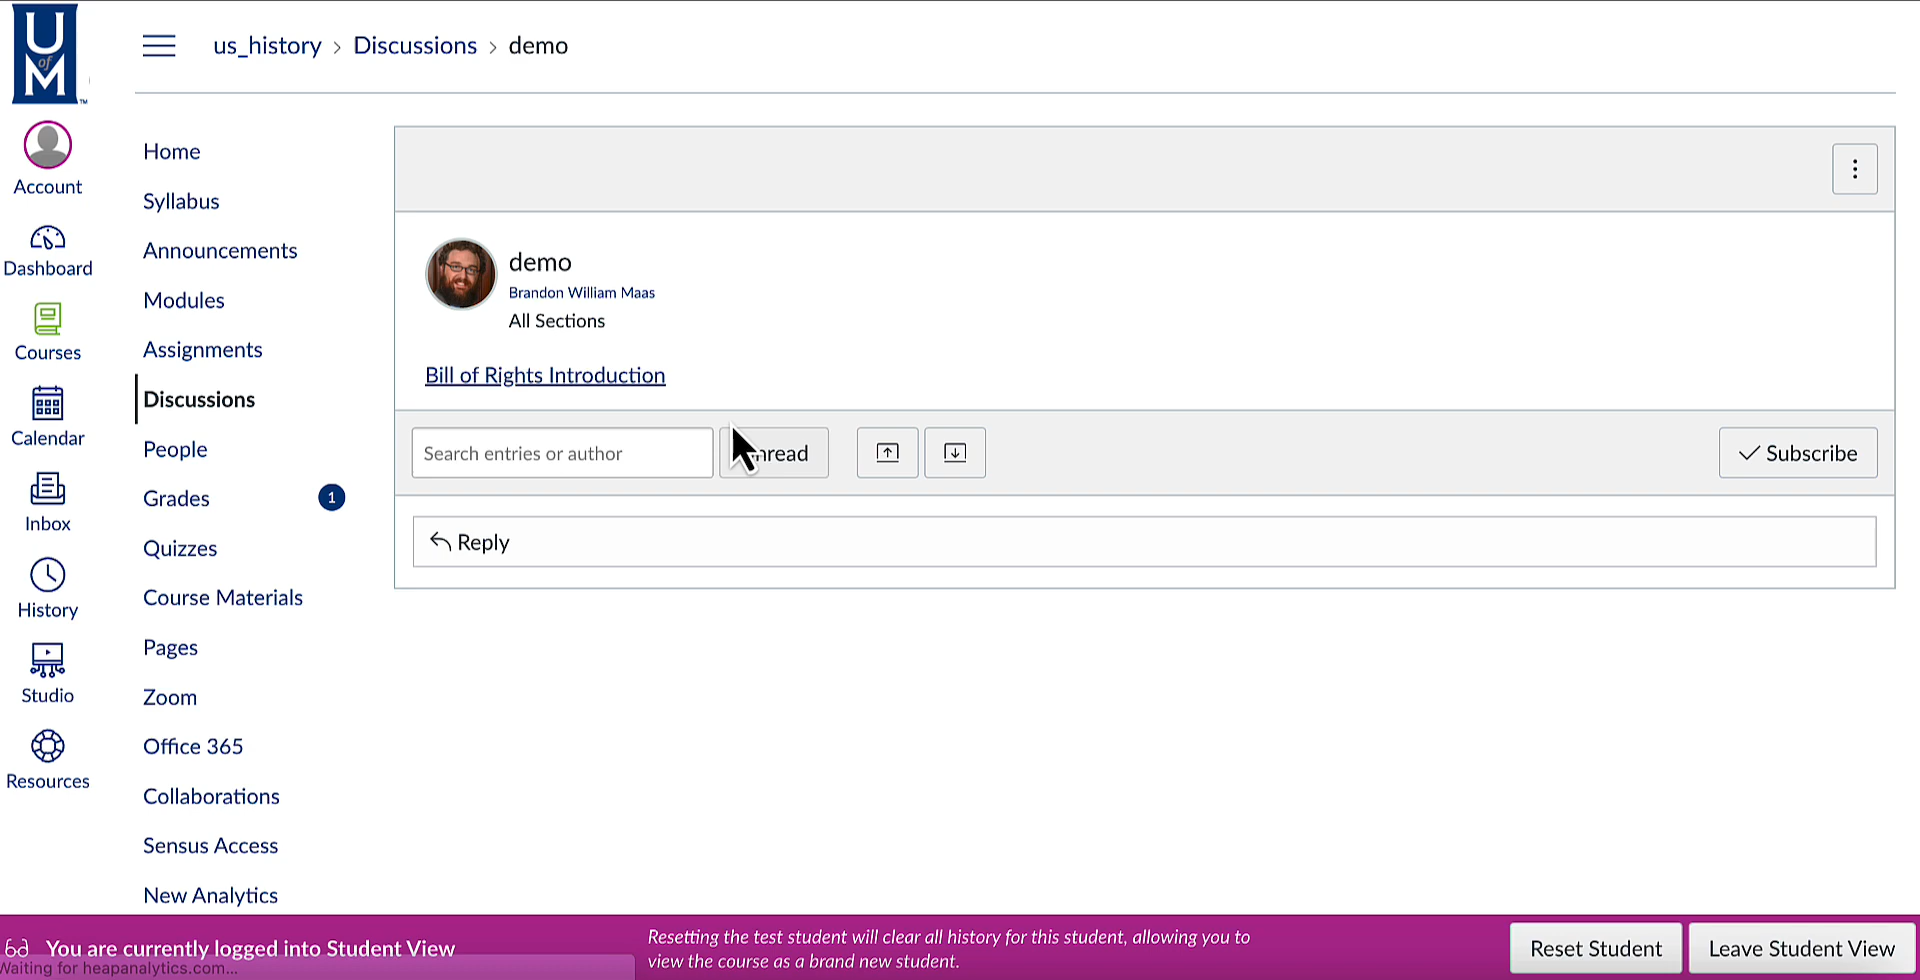 U
of
M
TM
us_history > Discussions > demo
Account
Dashboard
Courses
Calendar
Inbox
History
Studio
Resources
Home
Syllabus
Announcements
Modules
Assignments
Discussions
People
Grades 1
Quizzes
Course Materials
Pages
Zoom
Office 365
Collaborations
Sensus Access
New Analytics
demo
Brandon William Maas
All Sections
Bill of Rights Introduction
Search entries or author
Subscribe
Reply
You are currently logged into Student View
Waiting for heapanalytics.com...
Resetting the test student will clear all history for this student, allowing you to
view the course as a brand new student.
Reset Student
Leave Student View